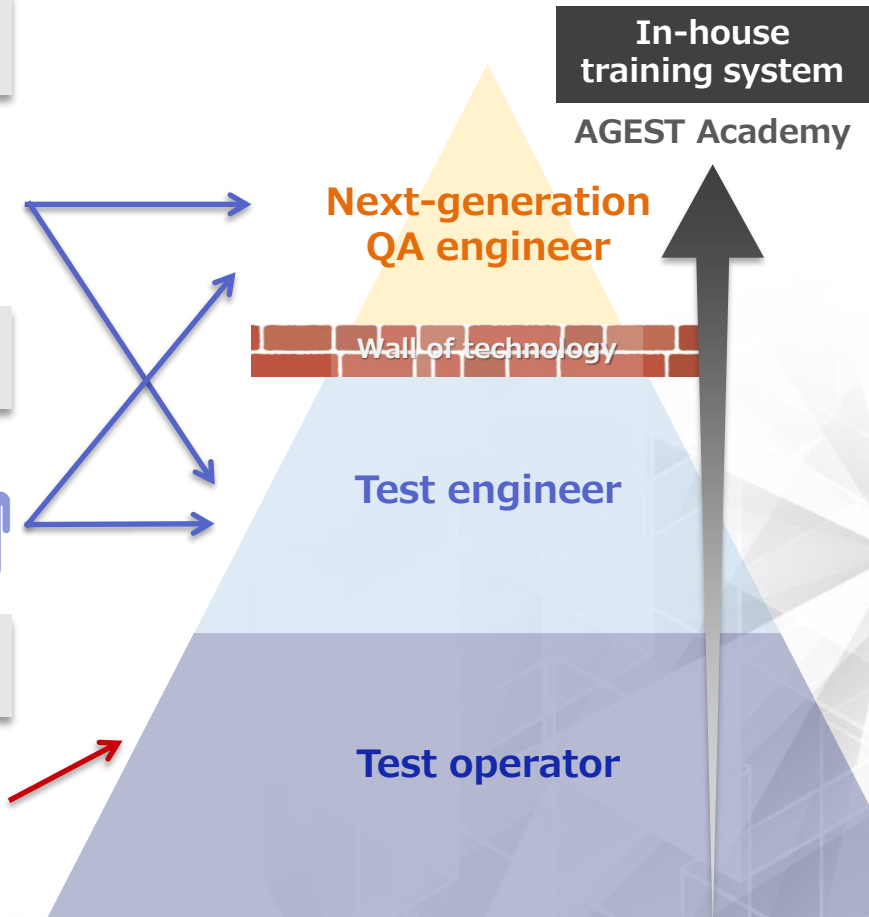 In-house
training system
AGEST Academy
Next-generation
QA engineer
Wall of technology
Test engineer
Test operator